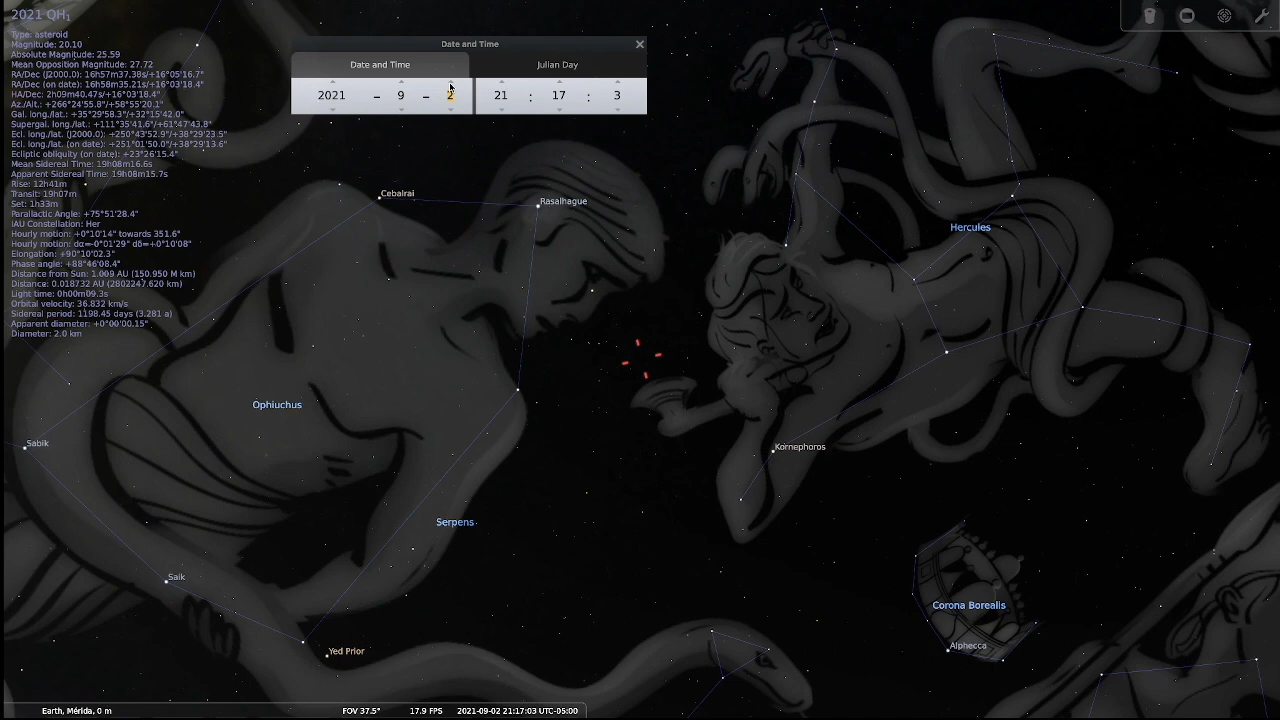 2021 QH1
Type: asteroid
Magnitude: 20.10
Absolute Magnitude: 25.59
Mean Opposition Magnitude: 27.72
RA/Dec (J2000.0): 16h57m37.38s/+16°05'16.7"
RA/Dec (on date): 16h58m35.21s/+16°03'18.4"
HA/Dec: 2h09m40.47s/+16°03'18.4"
Az./Alt.: +266°24'55.8"/+58°55'20.1"
Gal. long./lat.: +35°29'58.3"/+32°15'42.0"
Supergal. long./lat.: +111°35'41.6"/+61°47'43.8"
Ecl. long./lat. (J2000.0): +250°43'52.9"/+38°29'23.5"
Ecl. long./lat. (on date): +251°01'50.0"/+38°29'13.6"
Ecliptic obliquity (on date): +23°26'15.4"
Mean Sidereal Time: 19h08m16.6s
Apparent Sidereal Time: 19h08m15.7s
Rise: 12h41m
Transit: 19h07m
Set: 1h33m
Parallactic Angle: +75°51'28.4"
IAU Constellation: Her
Hourly motion: +0°10'14" towards 351.6°
Hourly motion: dα=-0°01'29" dδ=+0°10'08"
Elongation: +90°10'02.3"
Phase angle: +88°46'08.4"
Distance from Sun: 1.009 AU (150.950 M km)
Distance: 0.018732 AU (2802247.620 km)
Light time: 0h00m09.3s
Orbital velocity: 36.832 km/s
Sidereal period: 1198.45 days (3.281 a)
Apparent diameter: +0°00'00.15"
Diameter: 2.0 km
Date and Time
Date and Time Julian Day
2021 – 9 – 2 21 : 17 : 3
Cebalrai
Rasalhague
Hercules
Ophiuchus
Sabik
Kornephoros
Serpens
Saik
Corona Borealis
Alphecca
Yed Prior
Earth, Mérida, 0 m FOV 37.5° 17.9 FPS 2021-09-02 21:17:03 UTC-05:00